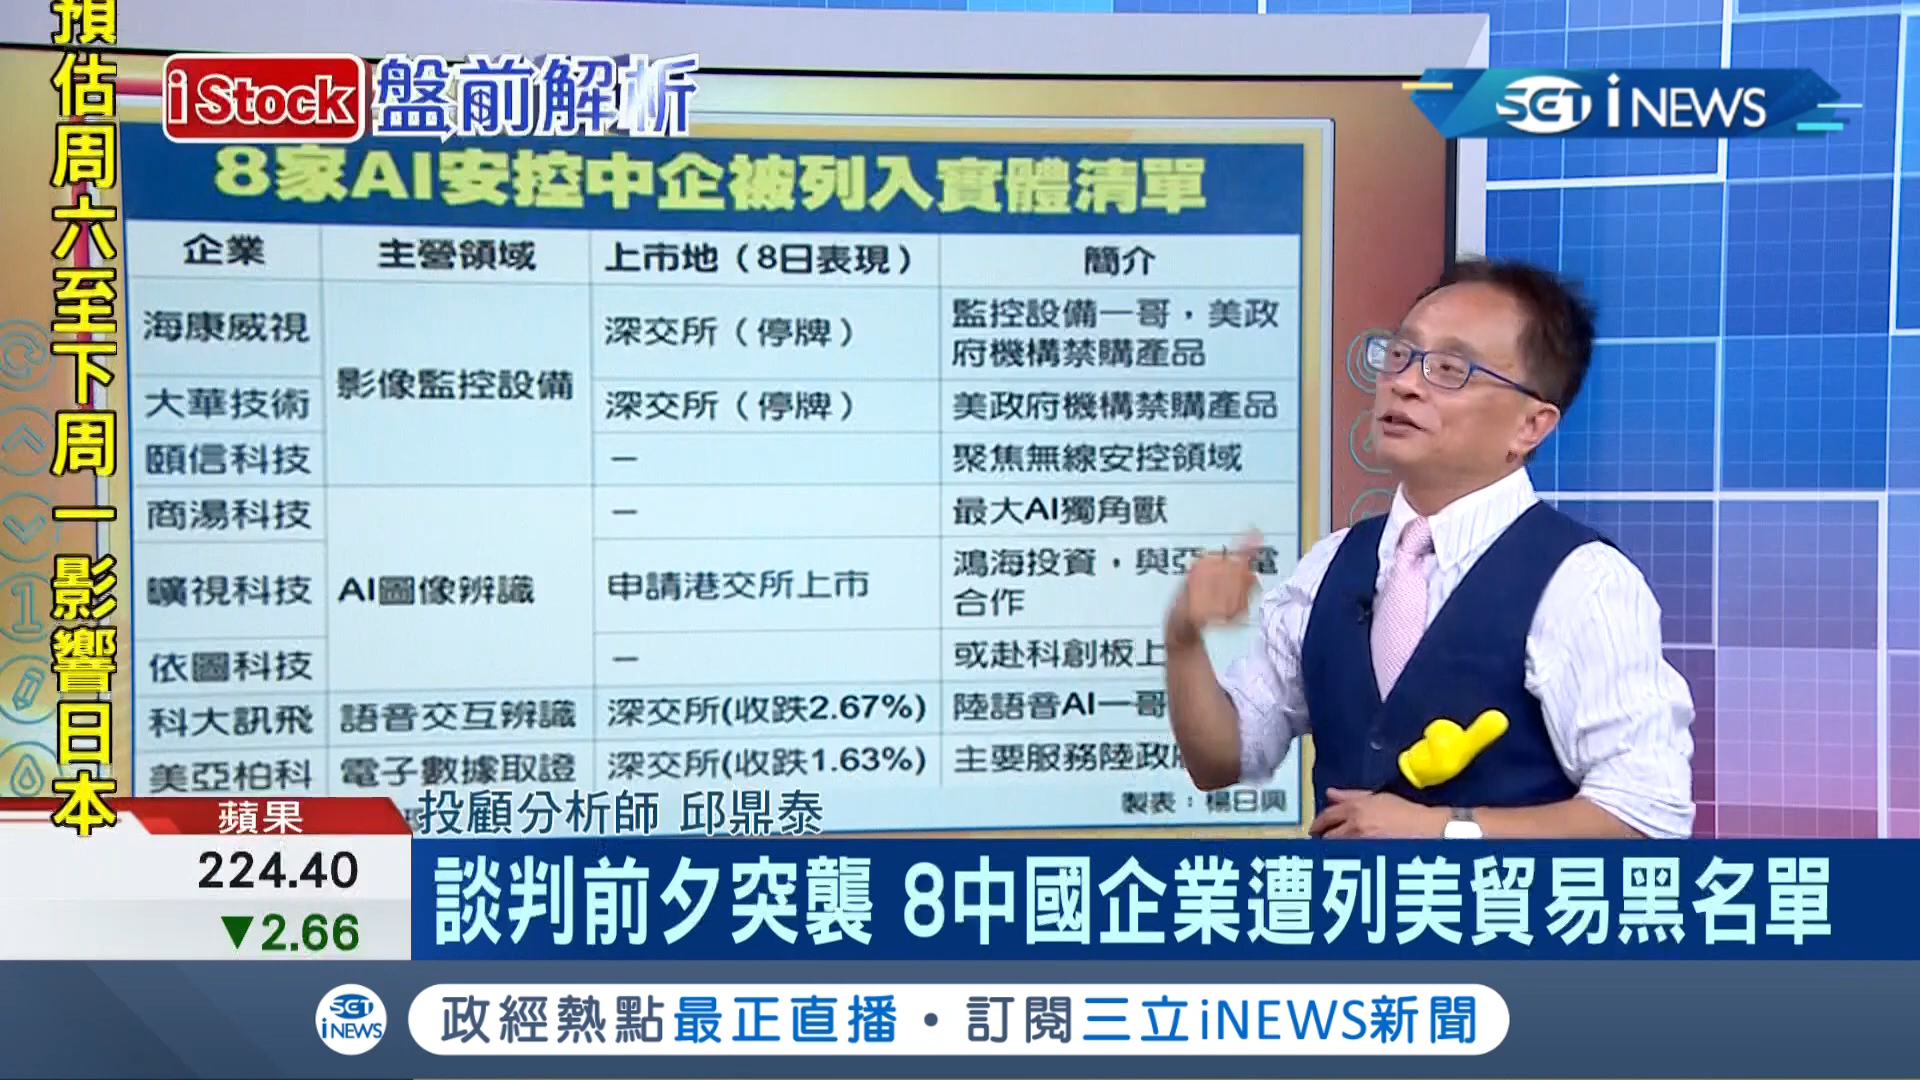 預估周六至下周一影響日本
iStock 盤前解析
SET iNEWS
8家AI安控中企被列入實體清單
企業 主營領域 上市地（8日表現） 簡介
海康威視 影像監控設備 深交所（停牌） 監控設備一哥，美政府機構禁購產品
大華技術 深交所（停牌） 美政府機構禁購產品
頤信科技 — 聚焦無線安控領域
商湯科技 AI圖像辨識 — 最大AI獨角獸
曠視科技 申請港交所上市 鴻海投資，與亞 電合作
依圖科技 — 或赴科創板上
科大訊飛 語音交互辨識 深交所(收跌2.67%) 陸語音AI一哥
美亞柏科 電子數據取證 深交所(收跌1.63%) 主要服務陸政
製表：楊日興
投顧分析師 邱鼎泰
蘋果
224.40
▼2.66
談判前夕突襲 8中國企業遭列美貿易黑名單
SET iNEWS
政經熱點最正直播・訂閱三立iNEWS新聞